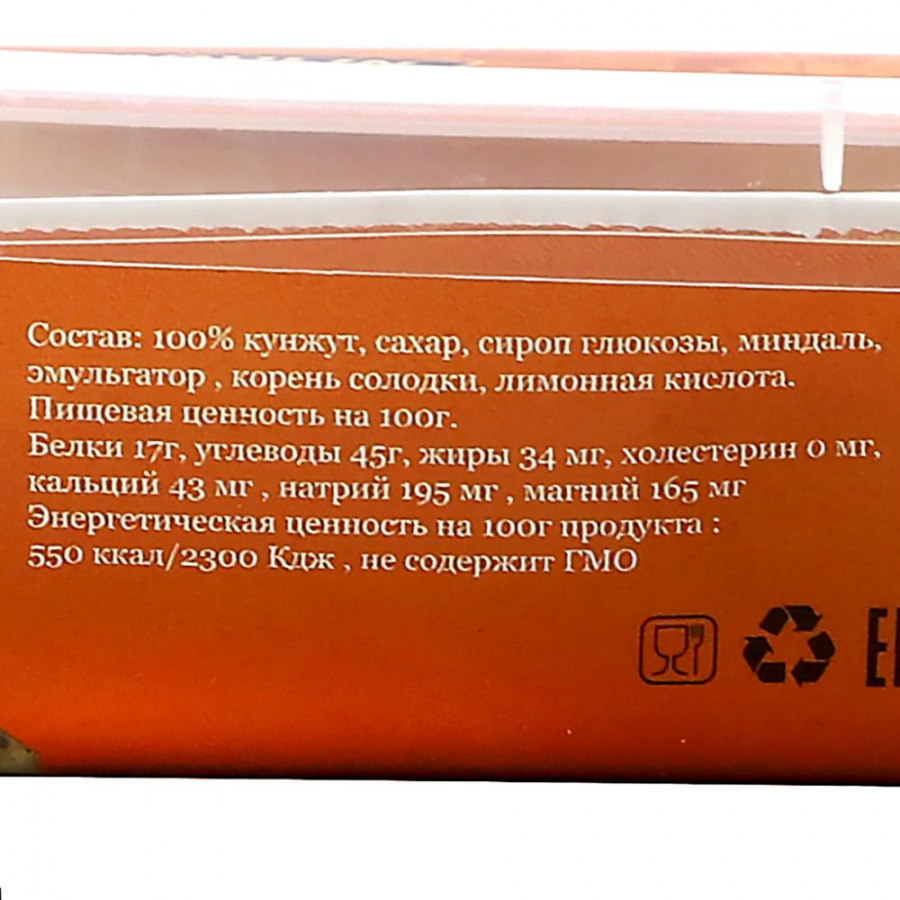 Состав: 100% кунжут, сахар, сироп глюкозы, миндаль,
эмульгатор , корень солодки, лимонная кислота.
Пищевая ценность на 100г.
Белки 17г, углеводы 45г, жиры 34 мг, холестерин 0 мг,
кальций 43 мг , натрий 195 мг , магний 165 мг
Энергетическая ценность на 100г продукта :
550 ккал/2300 Кдж , не содержит ГМО